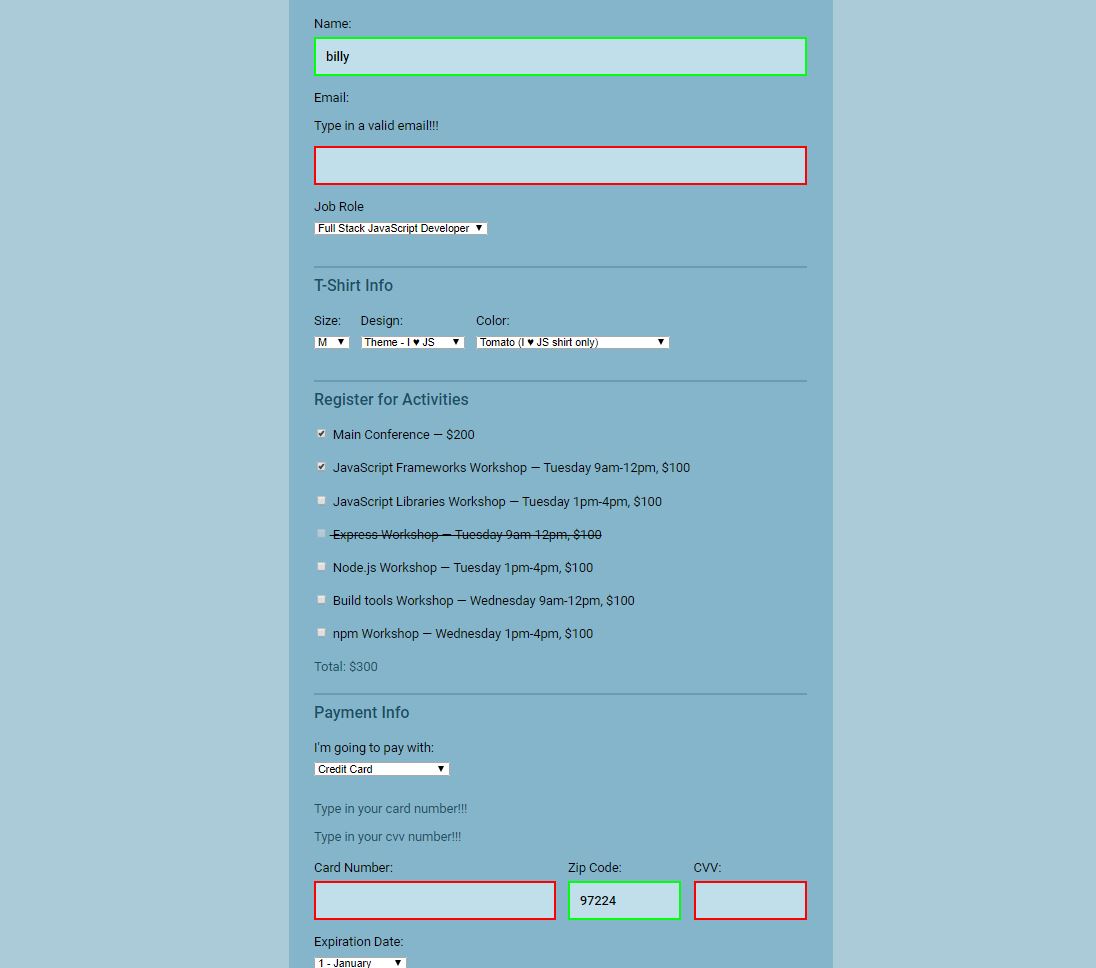 Name:
billy
Email:
Type in a valid email!!!
Job Role
Full Stack JavaScript Developer
T-Shirt Info
Size: Design: Color:
M Theme - I ♥ JS Tomato (I ♥ JS shirt only)
Register for Activities
Main Conference — $200
JavaScript Frameworks Workshop — Tuesday 9am-12pm, $100
JavaScript Libraries Workshop — Tuesday 1pm-4pm, $100
Express Workshop — Tuesday 9am-12pm, $100
Node.js Workshop — Tuesday 1pm-4pm, $100
Build tools Workshop — Wednesday 9am-12pm, $100
npm Workshop — Wednesday 1pm-4pm, $100
Total: $300
Payment Info
I'm going to pay with:
Credit Card
Type in your card number!!!
Type in your cvv number!!!
Card Number: Zip Code: CVV:
97224
Expiration Date:
1 - January